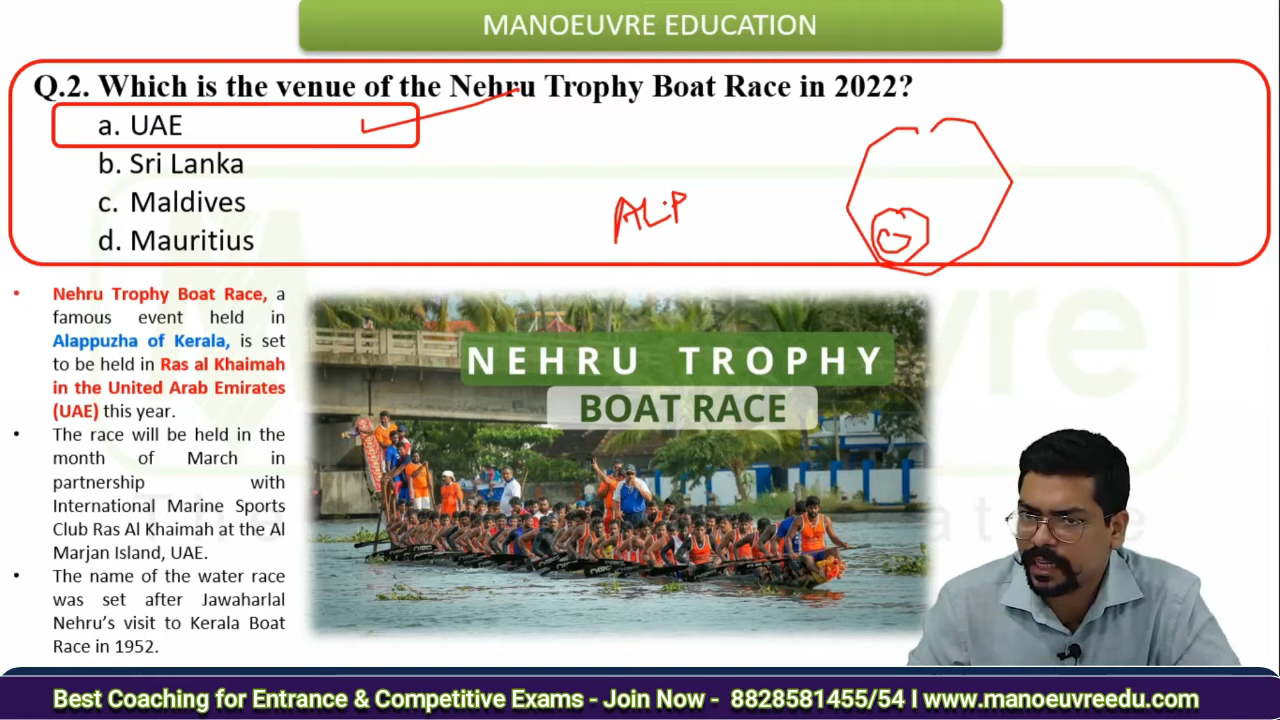 MANOEUVRE EDUCATION
Q.2. Which is the venue of the Nehru Trophy Boat Race in 2022?
a. UAE
b. Sri Lanka
c. Maldives
d. Mauritius
ALP
G
• Nehru Trophy Boat Race, a
famous event held in
Alappuzha of Kerala, is set
to be held in Ras al Khaimah
in the United Arab Emirates
(UAE) this year.
• The race will be held in the
month of March in
partnership with
International Marine Sports
Club Ras Al Khaimah at the Al
Marjan Island, UAE.
• The name of the water race
was set after Jawaharlal
Nehru's visit to Kerala Boat
Race in 1952.
NEHRU TROPHY
BOAT RACE
Best Coaching for Entrance & Competitive Exams - Join Now - 8828581455/54 I www.manoeuvreedu.com